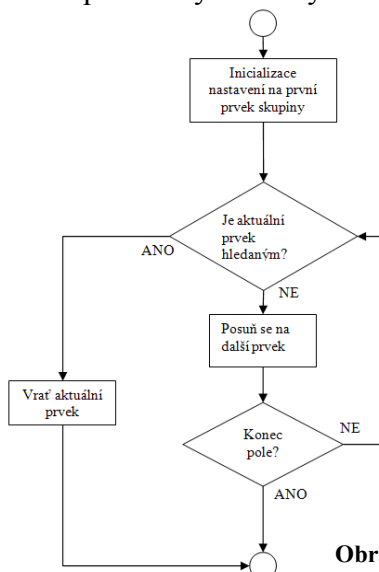 Inicializace
nastavení na první
prvek skupiny
Je aktuální
prvek
hledaným?
ANO
NE
Posuň se na
další prvek
Vrať aktuální
prvek
Konec
pole?
NE
ANO
Obr